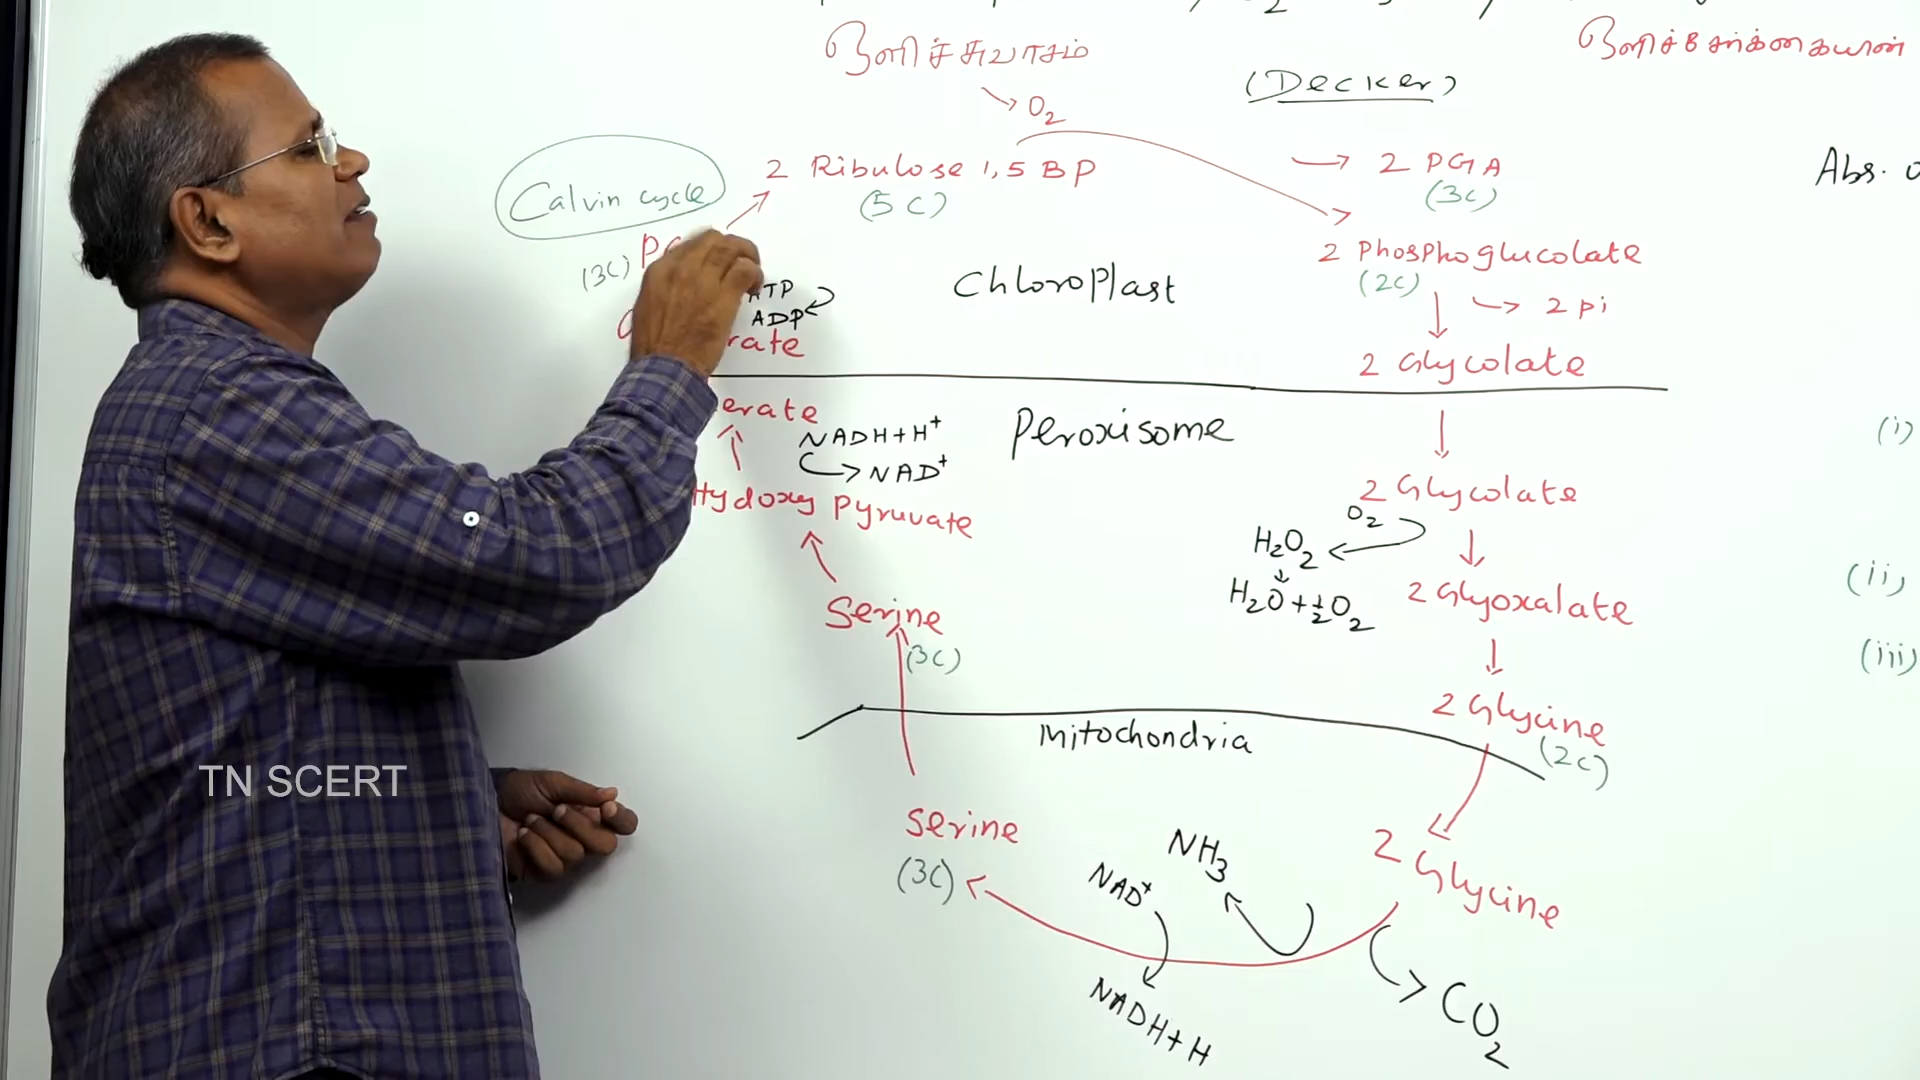 ஒளிச்சுவாசம்
(Decker)
→ O2
2 Ribulose 1,5 BP
(5C)
→ 2 PGA
(3C)
Calvin cycle
(3C)
2 Phosphoglucolate
(2C)
→ 2 pi
ATP
ADP
Chloroplast
2 Glycolate
Peroxisome
NADH+H+
→ NAD+
Hydoxy pyruvate
2 Glycolate
O2
H2O2
H2O+½O2
2 Glyoxalate
Serine
(3C)
2 Glycine
(2C)
Mitochondria
Serine
(3C)
2 Glycine
NH3
NAD+
NADH+H
CO2
Abs.
(i)
(ii)
(iii)
TN SCERT